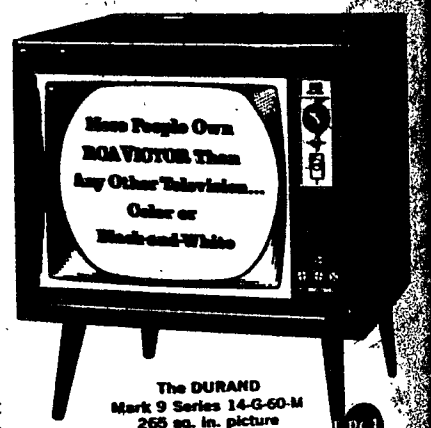 More People Own
RCA VICTOR Than
Any Other Television...
Color or
Black-and-White
The DURAND
Mark 9 Series 14-G-60-M
265 sq. in. picture